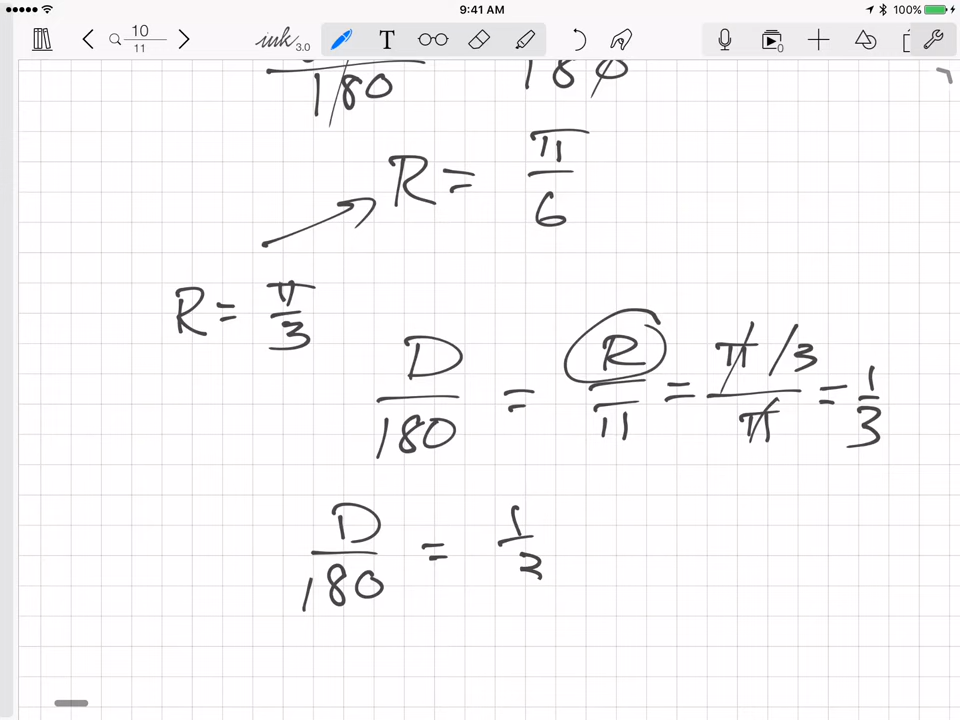 9:41 AM 100%
10
11
ink 3.0 T 0
180 180
R = π/6
R = π/3
D/180 = R/π = π/3/π = 1/3
D/180 = 1/3